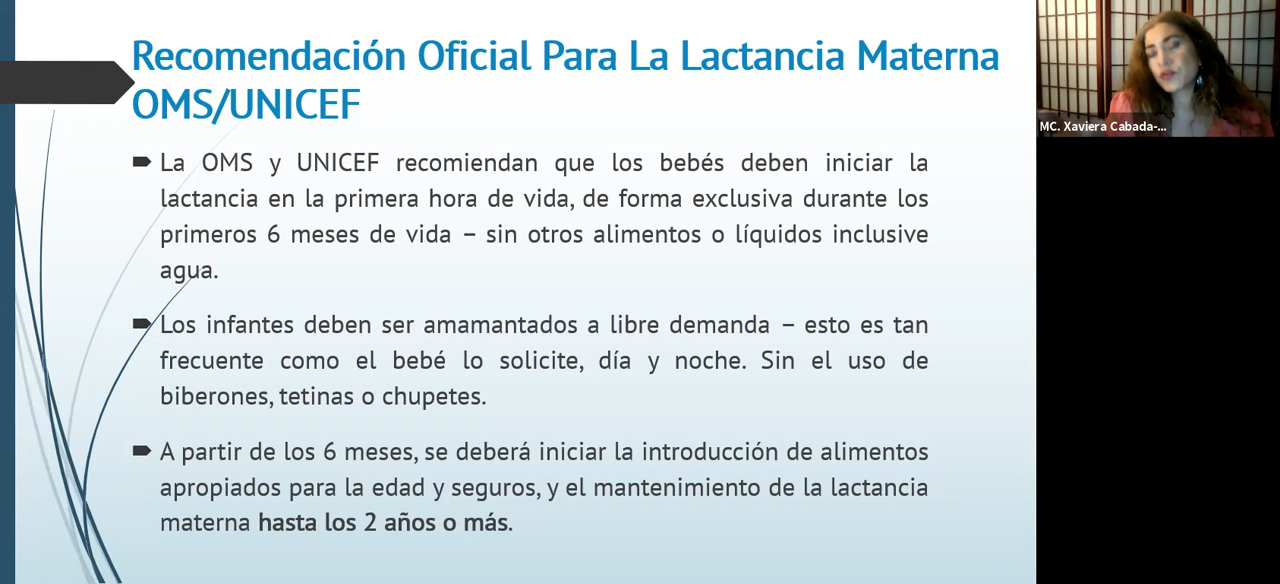 Recomendación Oficial Para La Lactancia Materna
OMS/UNICEF
La OMS y UNICEF recomiendan que los bebés deben iniciar la
lactancia en la primera hora de vida, de forma exclusiva durante los
primeros 6 meses de vida – sin otros alimentos o líquidos inclusive
agua.
Los infantes deben ser amamantados a libre demanda – esto es tan
frecuente como el bebé lo solicite, día y noche. Sin el uso de
biberones, tetinas o chupetes.
A partir de los 6 meses, se deberá iniciar la introducción de alimentos
apropiados para la edad y seguros, y el mantenimiento de la lactancia
materna hasta los 2 años o más.
MC. Xaviera Cabada-...